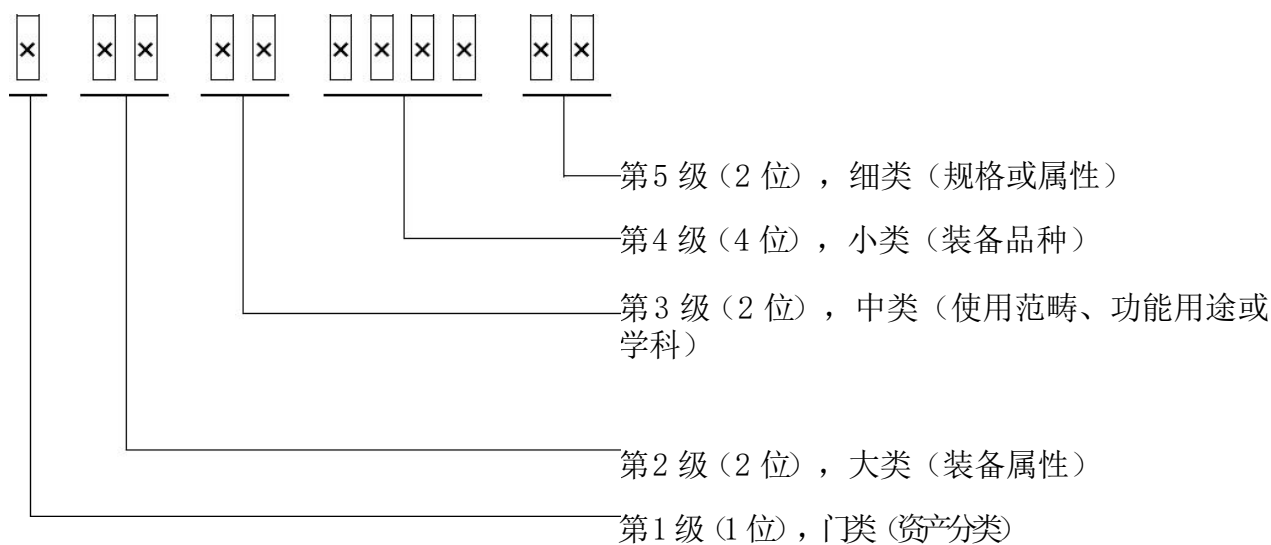 × ×× ×× ×××× ××
第5级（2位），细类（规格或属性）
第4级（4位），小类（装备品种）
第3级（2位），中类（使用范畴、功能用途或
学科）
第2级（2位），大类（装备属性）
第1级（1位），门类（资产分类）